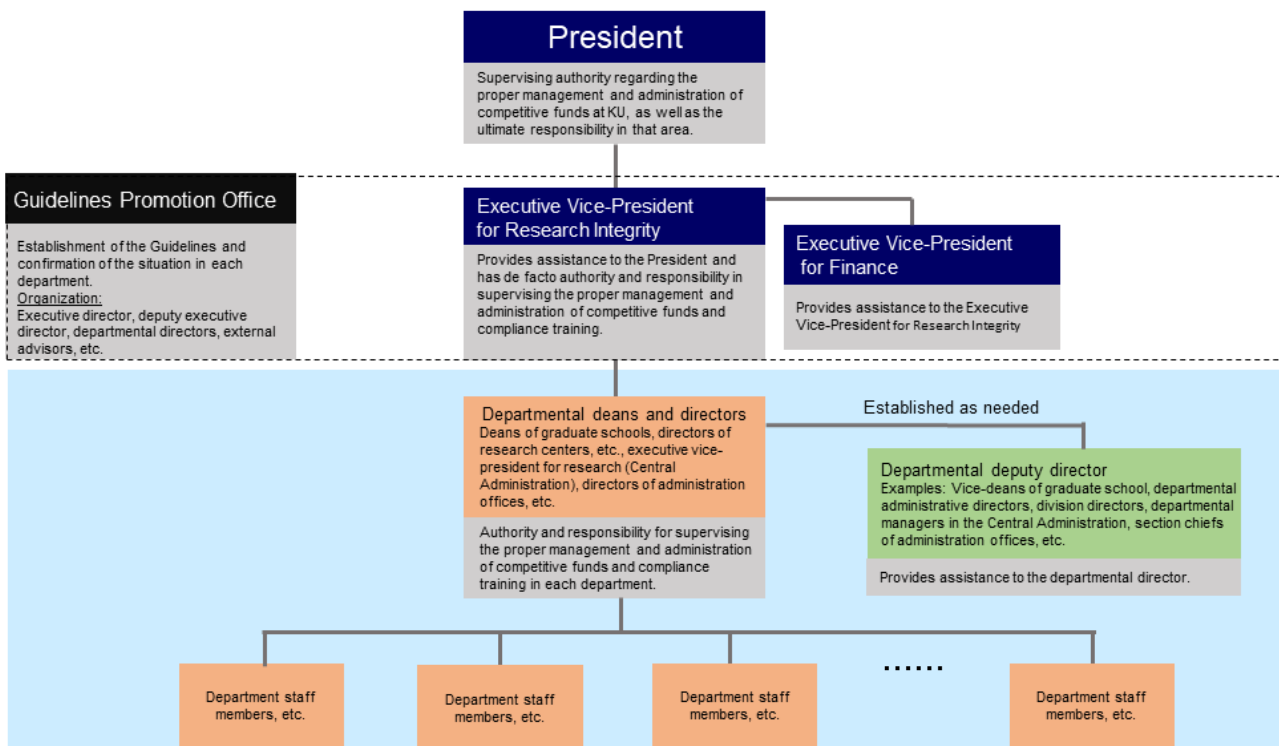 President
Supervising authority regarding the
proper management and administration of
competitive funds at KU, as well as the
ultimate responsibility in that area.
Guidelines Promotion Office
Establishment of the Guidelines and
confirmation of the situation in each
department.
Organization:
Executive director, deputy executive
director, departmental directors, external
advisors, etc.
Executive Vice-President
for Research Integrity
Provides assistance to the President and
has de facto authority and responsibility in
supervising the proper management and
administration of competitive funds and
compliance training.
Executive Vice-President
for Finance
Provides assistance to the Executive
Vice-President for Research Integrity
Departmental deans and directors
Deans of graduate schools, directors of
research centers, etc., executive vice-
president for research (Central
Administration), directors of administration
offices, etc.
Authority and responsibility for supervising
the proper management and administration
of competitive funds and compliance
training in each department.
Established as needed
Departmental deputy director
Examples: Vice-deans of graduate school, departmental
administrative directors, division directors, departmental
managers in the Central Administration, section chiefs
of administration offices, etc.
Provides assistance to the departmental director.
Department staff
members, etc.
Department staff
members, etc.
Department staff
members, etc.
......
Department staff
members, etc.